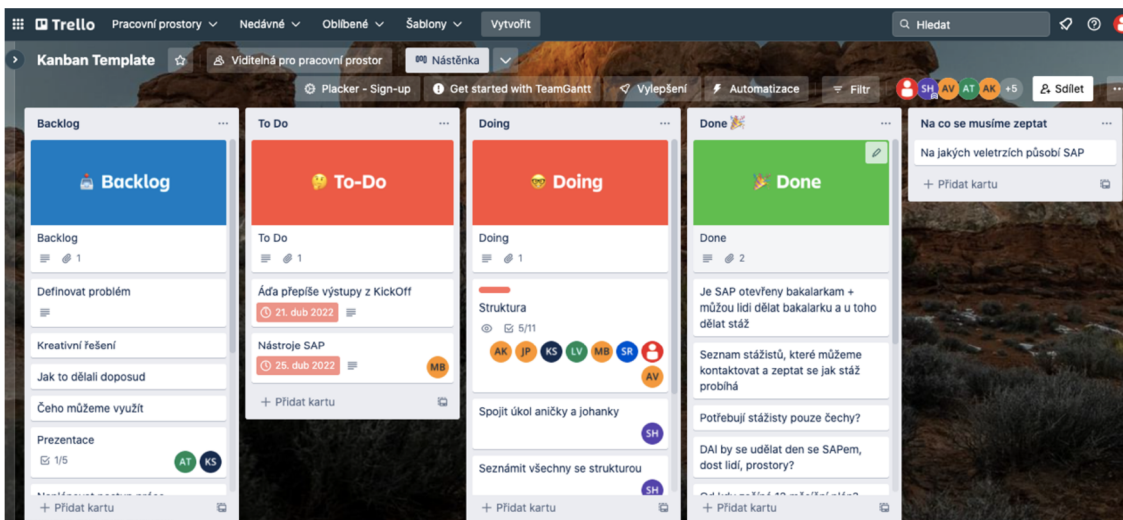 Trello Pracovní prostory Nedávné Oblíbené Šablony Vytvořit Hledat
Kanban Template Viditelná pro pracovní prostor Nástěnka
Placker - Sign-up Get started with TeamGantt Vylepšení Automatizace Filtr SH AV AT AK +5 Sdílet
Backlog
Backlog
Backlog
1
Definovat problém
Kreativní řešení
Jak to dělali doposud
Čeho můžeme využít
Prezentace
1/5 AT KS
+ Přidat kartu
To Do
To-Do
To Do
1
Áďa přepíše výstupy z KickOff
21. dub 2022
Nástroje SAP
25. dub 2022 MB
+ Přidat kartu
Doing
Doing
Doing
1
Struktura
5/11
AK JP KS LV MB SR
AV
Spojit úkol aničky a johanky
SH
Seznámit všechny se strukturou
SH
+ Přidat kartu
Done
Done
Done
2
Je SAP otevřeny bakalarkam +
můžou lidi dělat bakalarku a u toho
dělat stáž
Seznam stážistů, které můžeme
kontaktovat a zeptat se jak stáž
probíhá
Potřebují stážisty pouze čechy?
DAl by se udělat den se SAPem,
dost lidí, prostory?
+ Přidat kartu
Na co se musíme zeptat
Na jakých veletrzích působí SAP
+ Přidat kartu